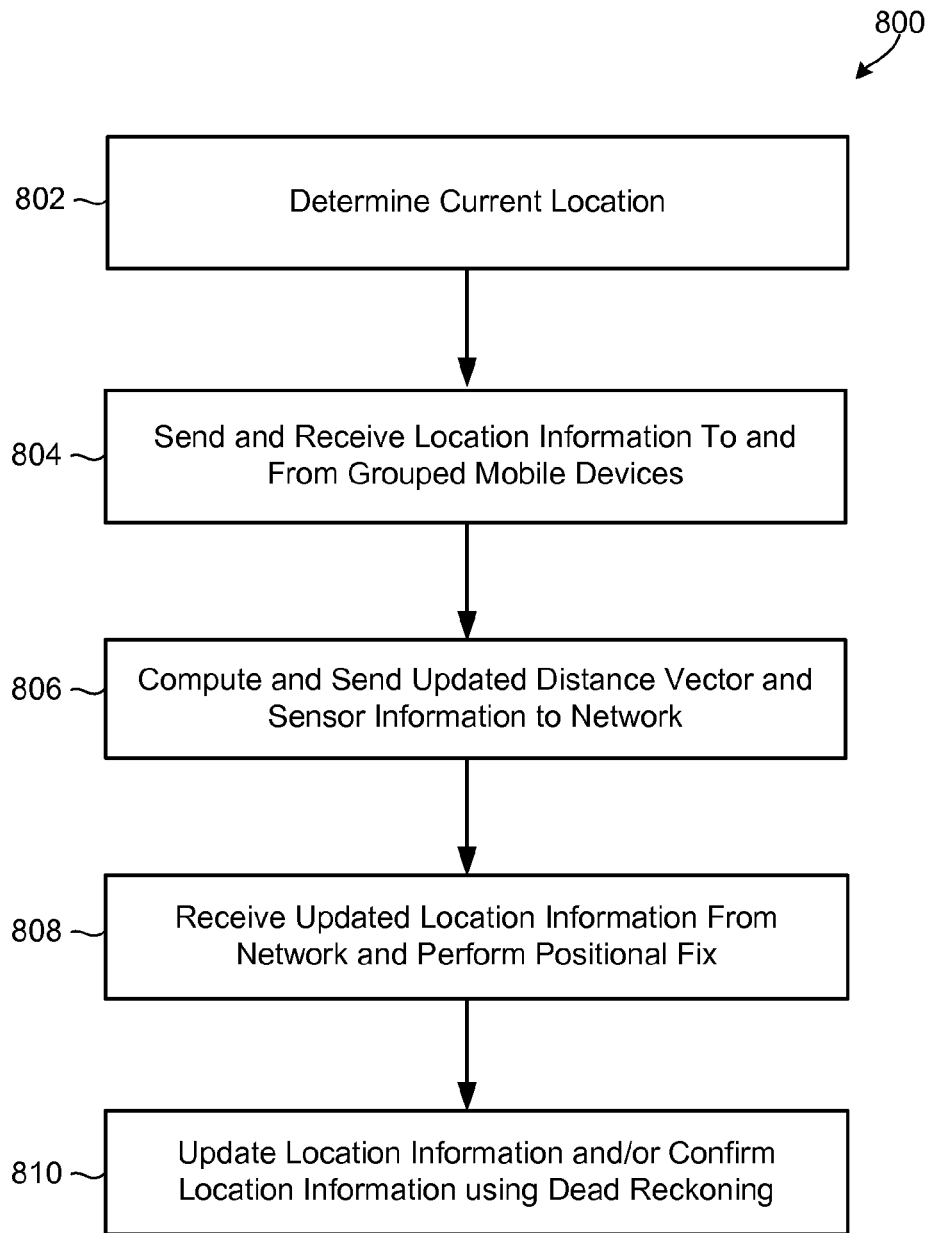 800
802
Determine Current Location
804
Send and Receive Location Information To and
From Grouped Mobile Devices
806
Compute and Send Updated Distance Vector and
Sensor Information to Network
808
Receive Updated Location Information From
Network and Perform Positional Fix
810
Update Location Information and/or Confirm
Location Information using Dead Reckoning